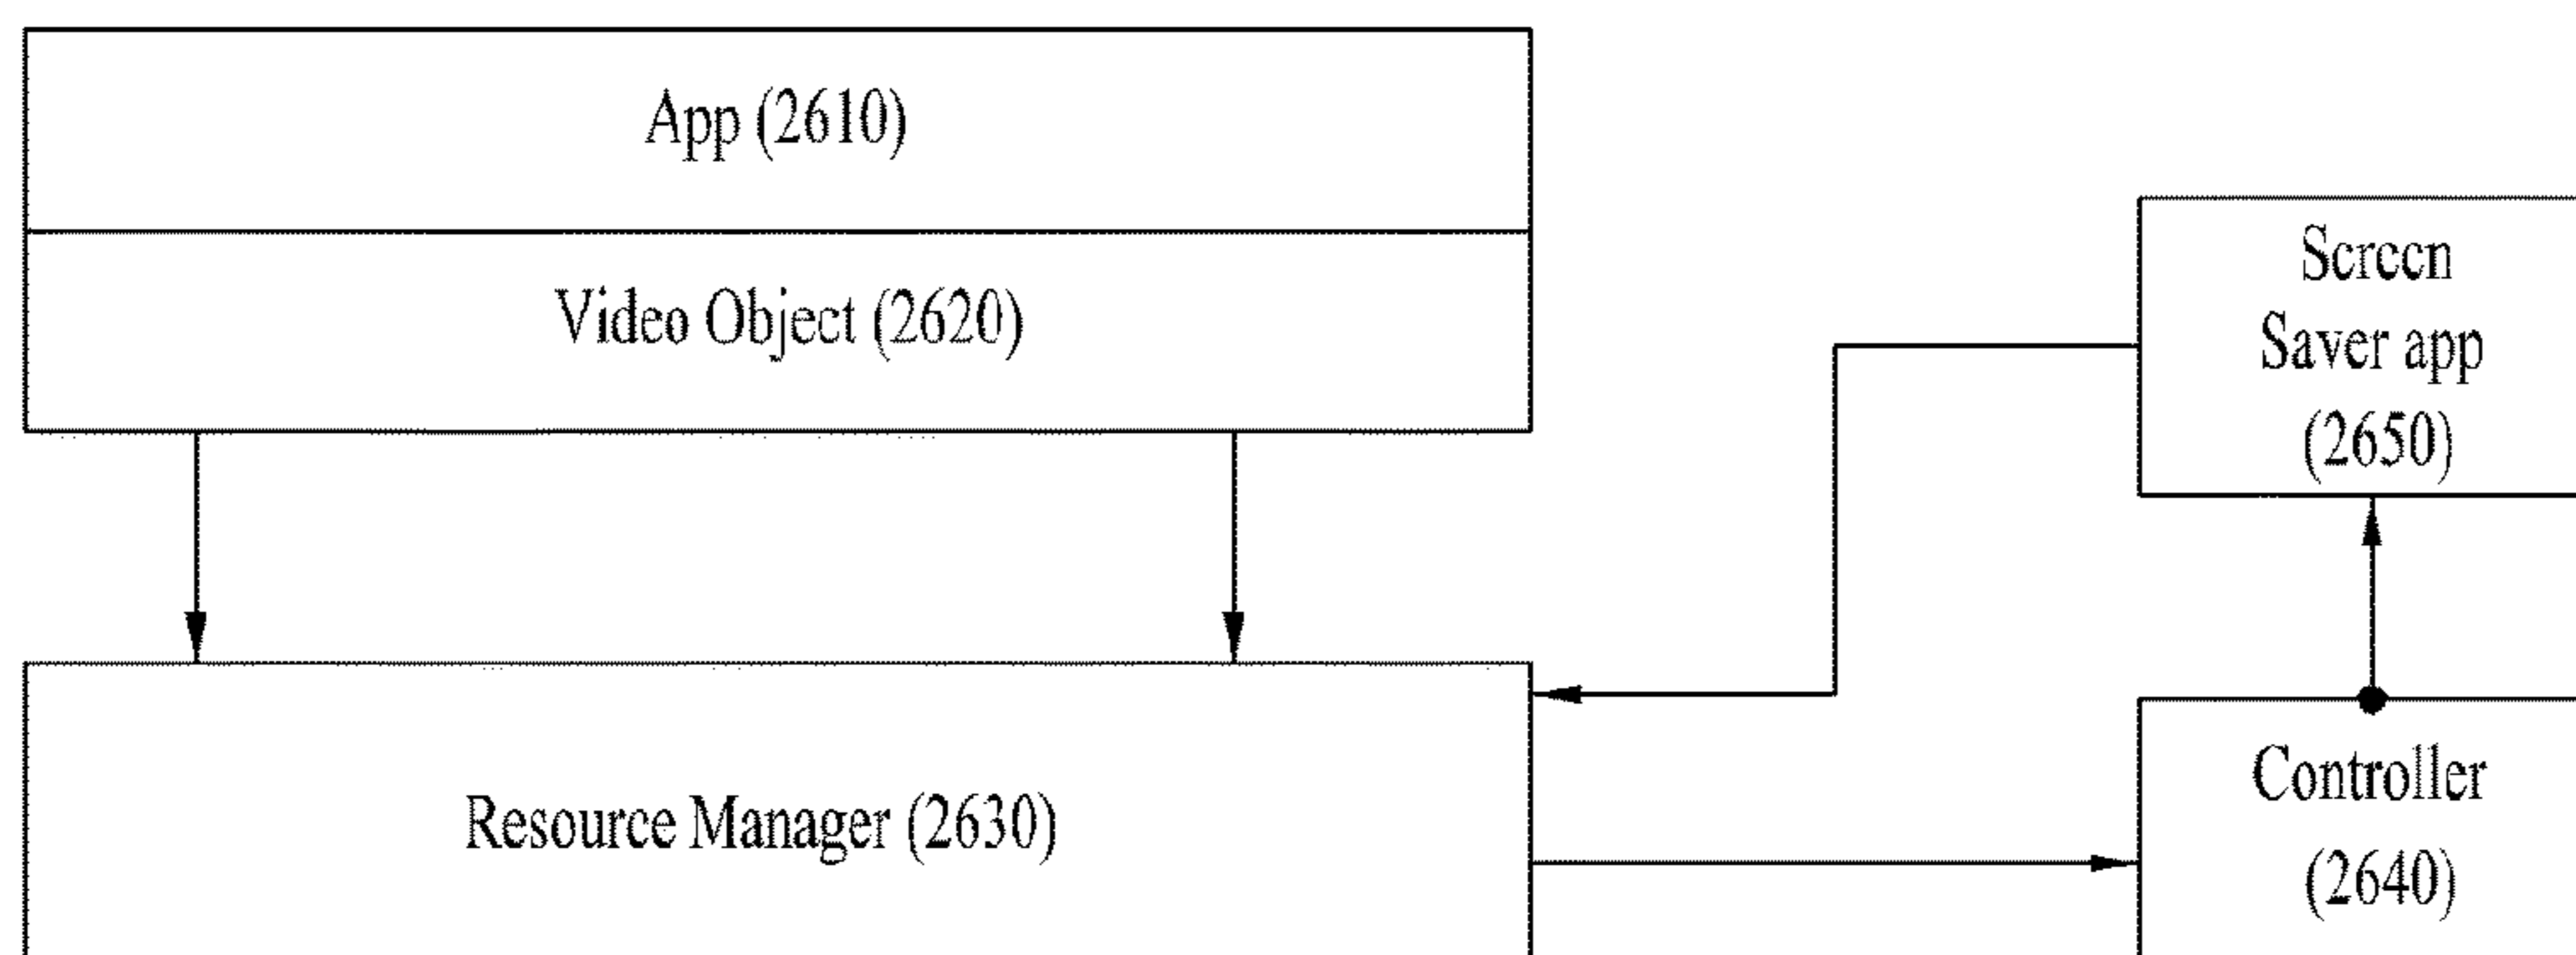 App (2610)
Video Object (2620)
Screen
Saver app
(2650)
Resource Manager (2630)
Controller
(2640)